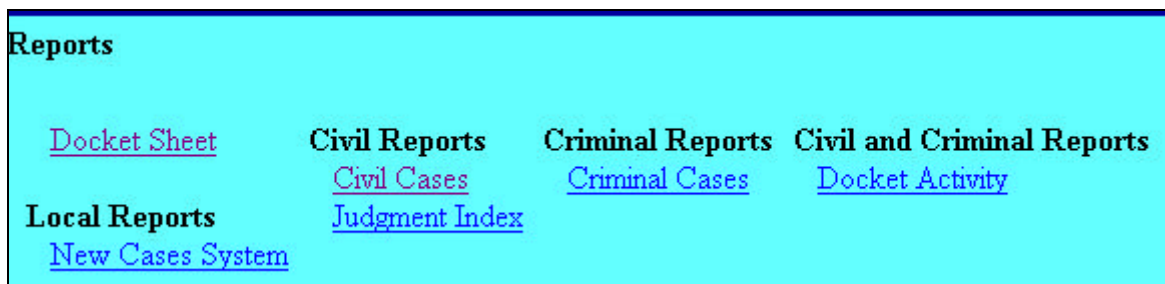 Reports
Docket Sheet
Civil Reports
Criminal Reports
Civil and Criminal Reports
Civil Cases
Criminal Cases
Docket Activity
Local Reports
Judgment Index
New Cases System